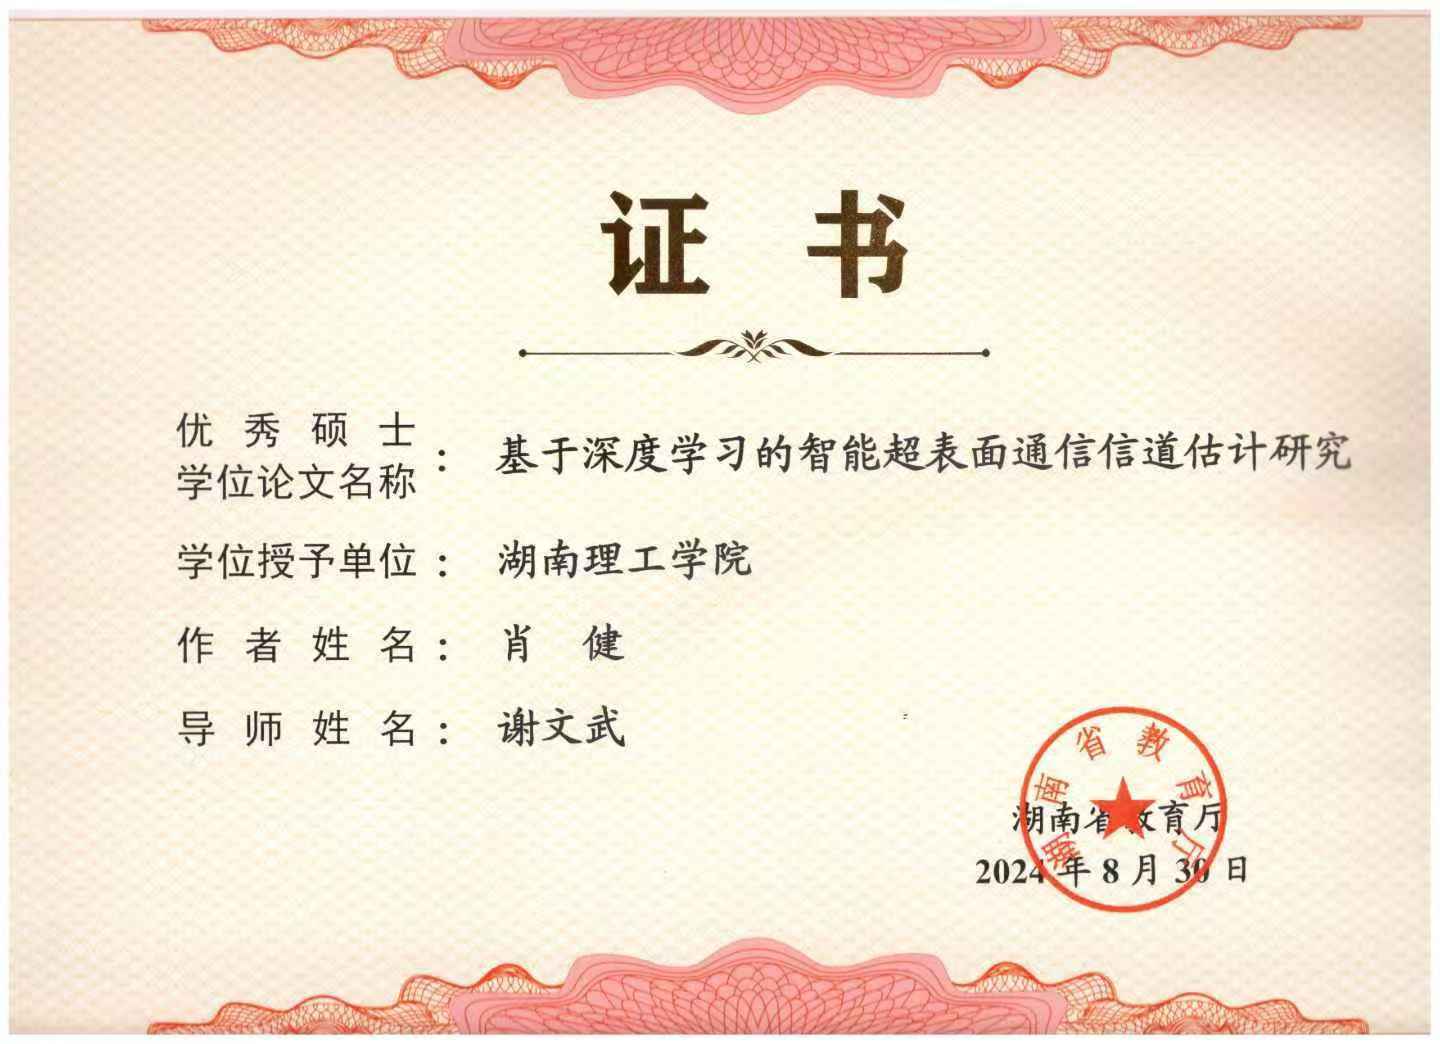 证书
优秀硕士
学位论文名称：基于深度学习的智能超表面通信信道估计研究
学位授予单位：湖南理工学院
作者姓名：肖健
导师姓名：谢文武
湖南省教育厅
湖南省教育厅
2024年8月30日